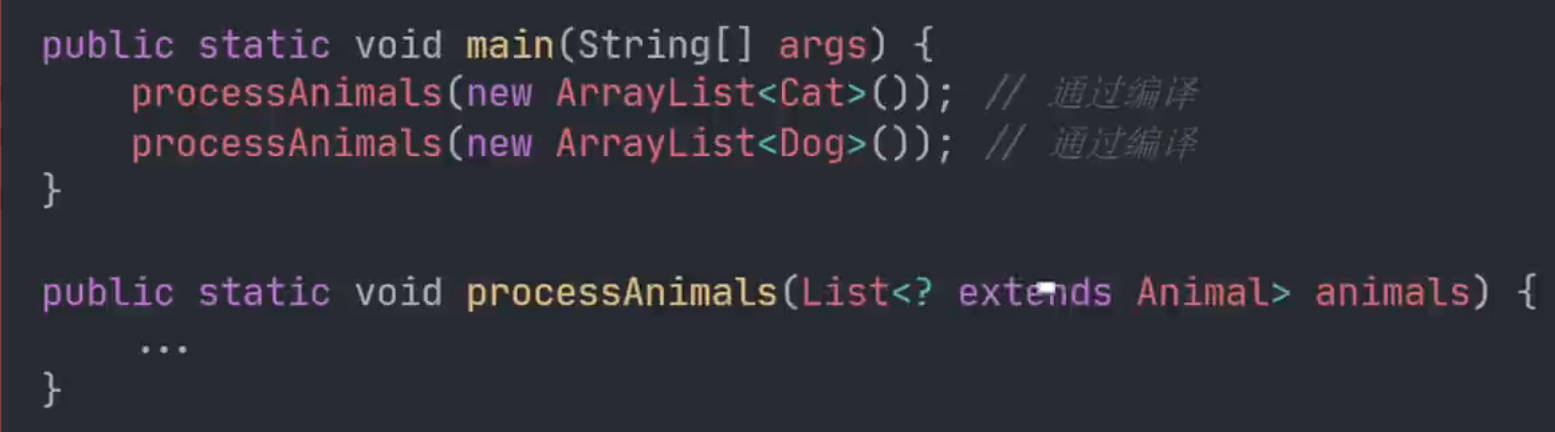 public static void main(String[] args) {
    processAnimals(new ArrayList<Cat>()); // 通过编译
    processAnimals(new ArrayList<Dog>()); // 通过编译
}

public static void processAnimals(List<? extends Animal> animals) {
    ...
}